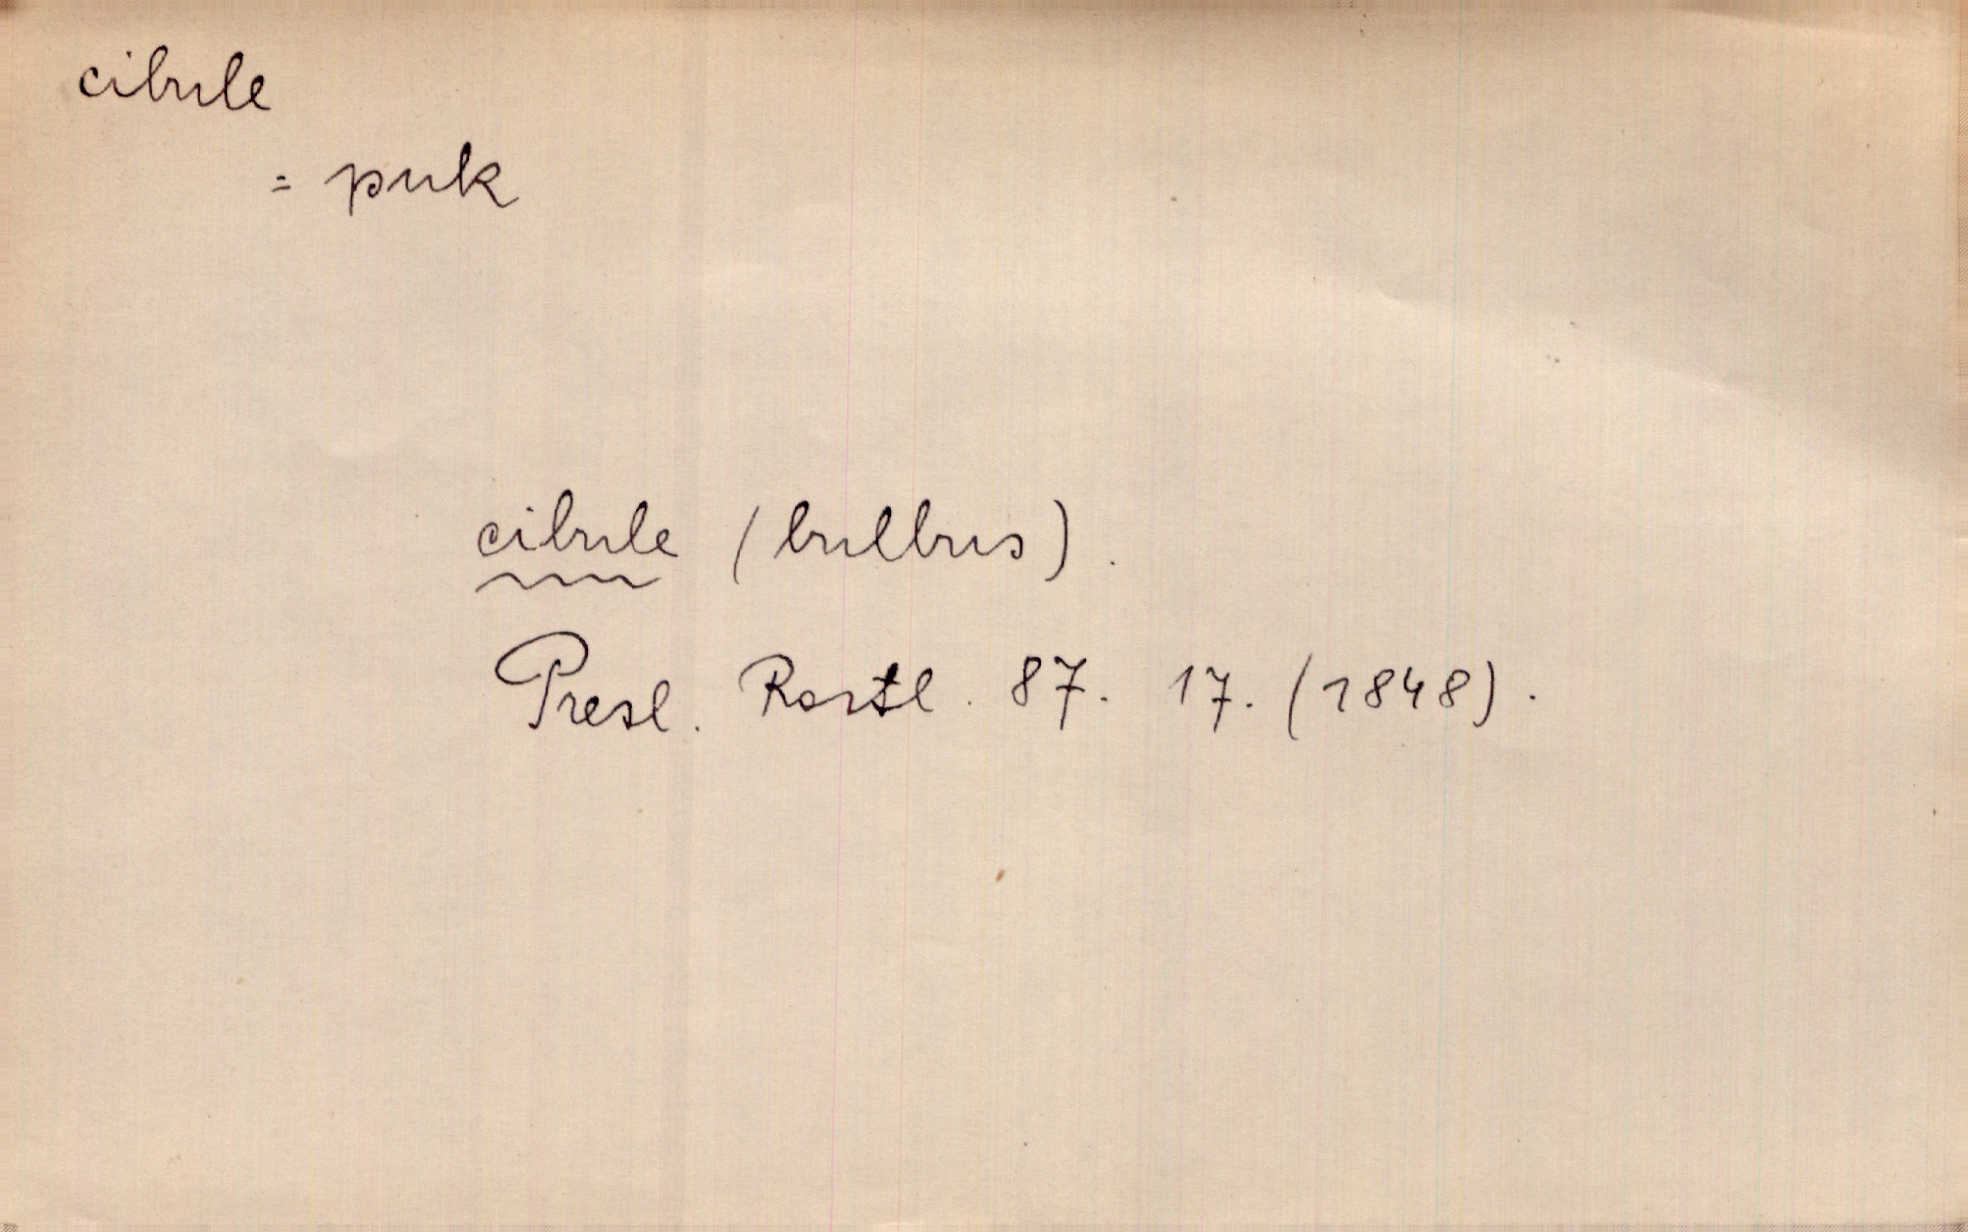 cibule
= puk
cibule (bulbus).
Presl. Rostl. 87. 17. (1848).